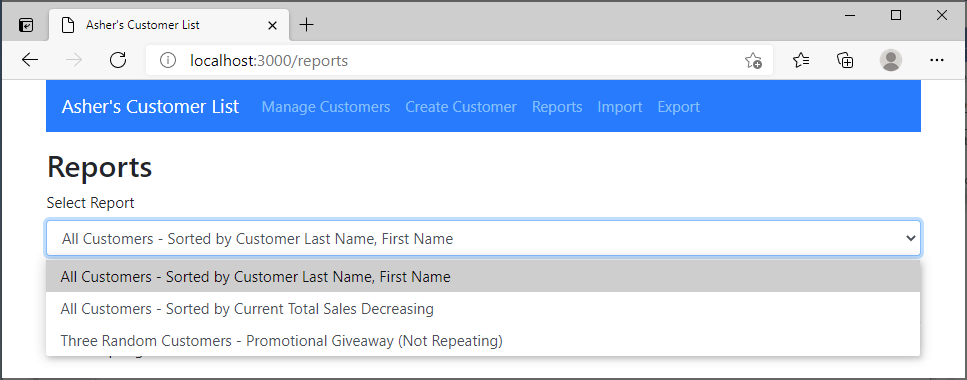 Asher's Customer List
localhost:3000/reports
Asher's Customer List Manage Customers Create Customer Reports Import Export
Reports
Select Report
All Customers - Sorted by Customer Last Name, First Name
All Customers - Sorted by Customer Last Name, First Name
All Customers - Sorted by Current Total Sales Decreasing
Three Random Customers - Promotional Giveaway (Not Repeating)